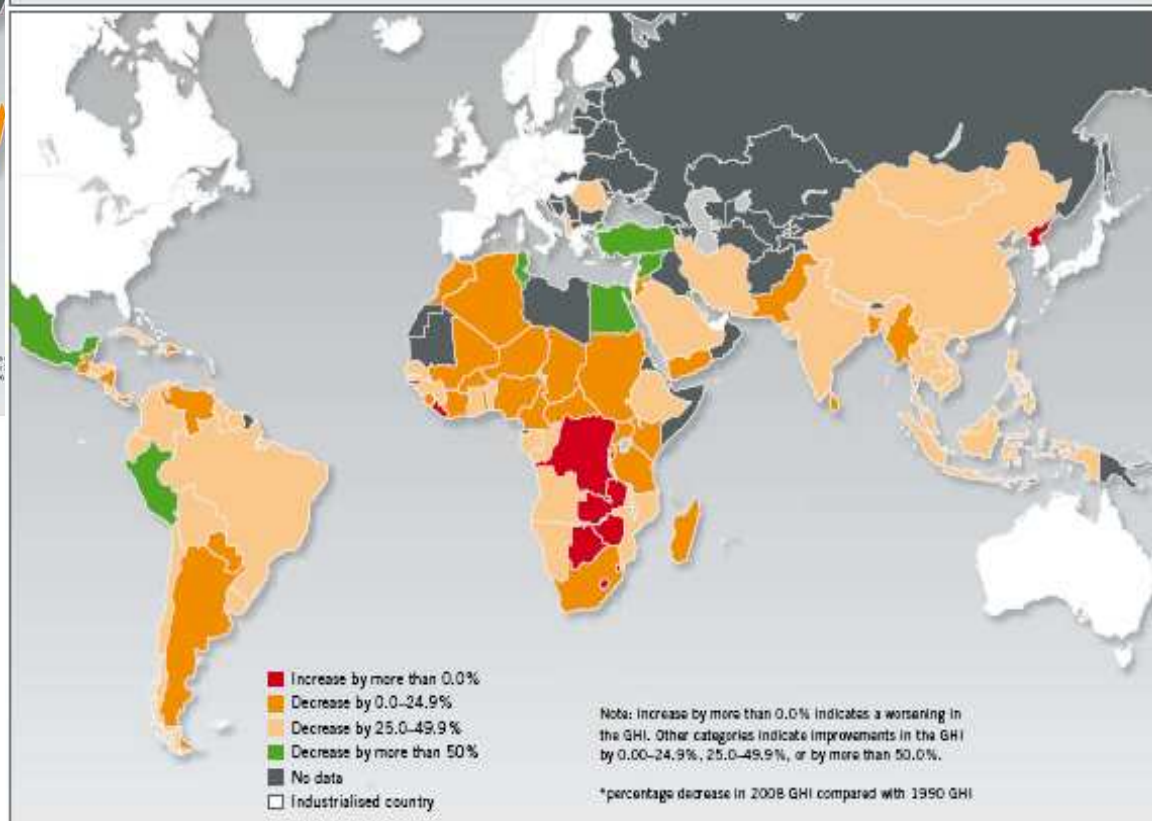 Increase by more than 0.0%
Decrease by 0.0–24.9%
Decrease by 25.0–49.9%
Decrease by more than 50%
No data
Industrialised country
Note: Increase by more than 0.0% indicates a worsening in
the GHI. Other categories indicate improvements in the GHI
by 0.00–24.9%, 25.0–49.9%, or by more than 50.0%.
*percentage decrease in 2008 GHI compared with 1990 GHI